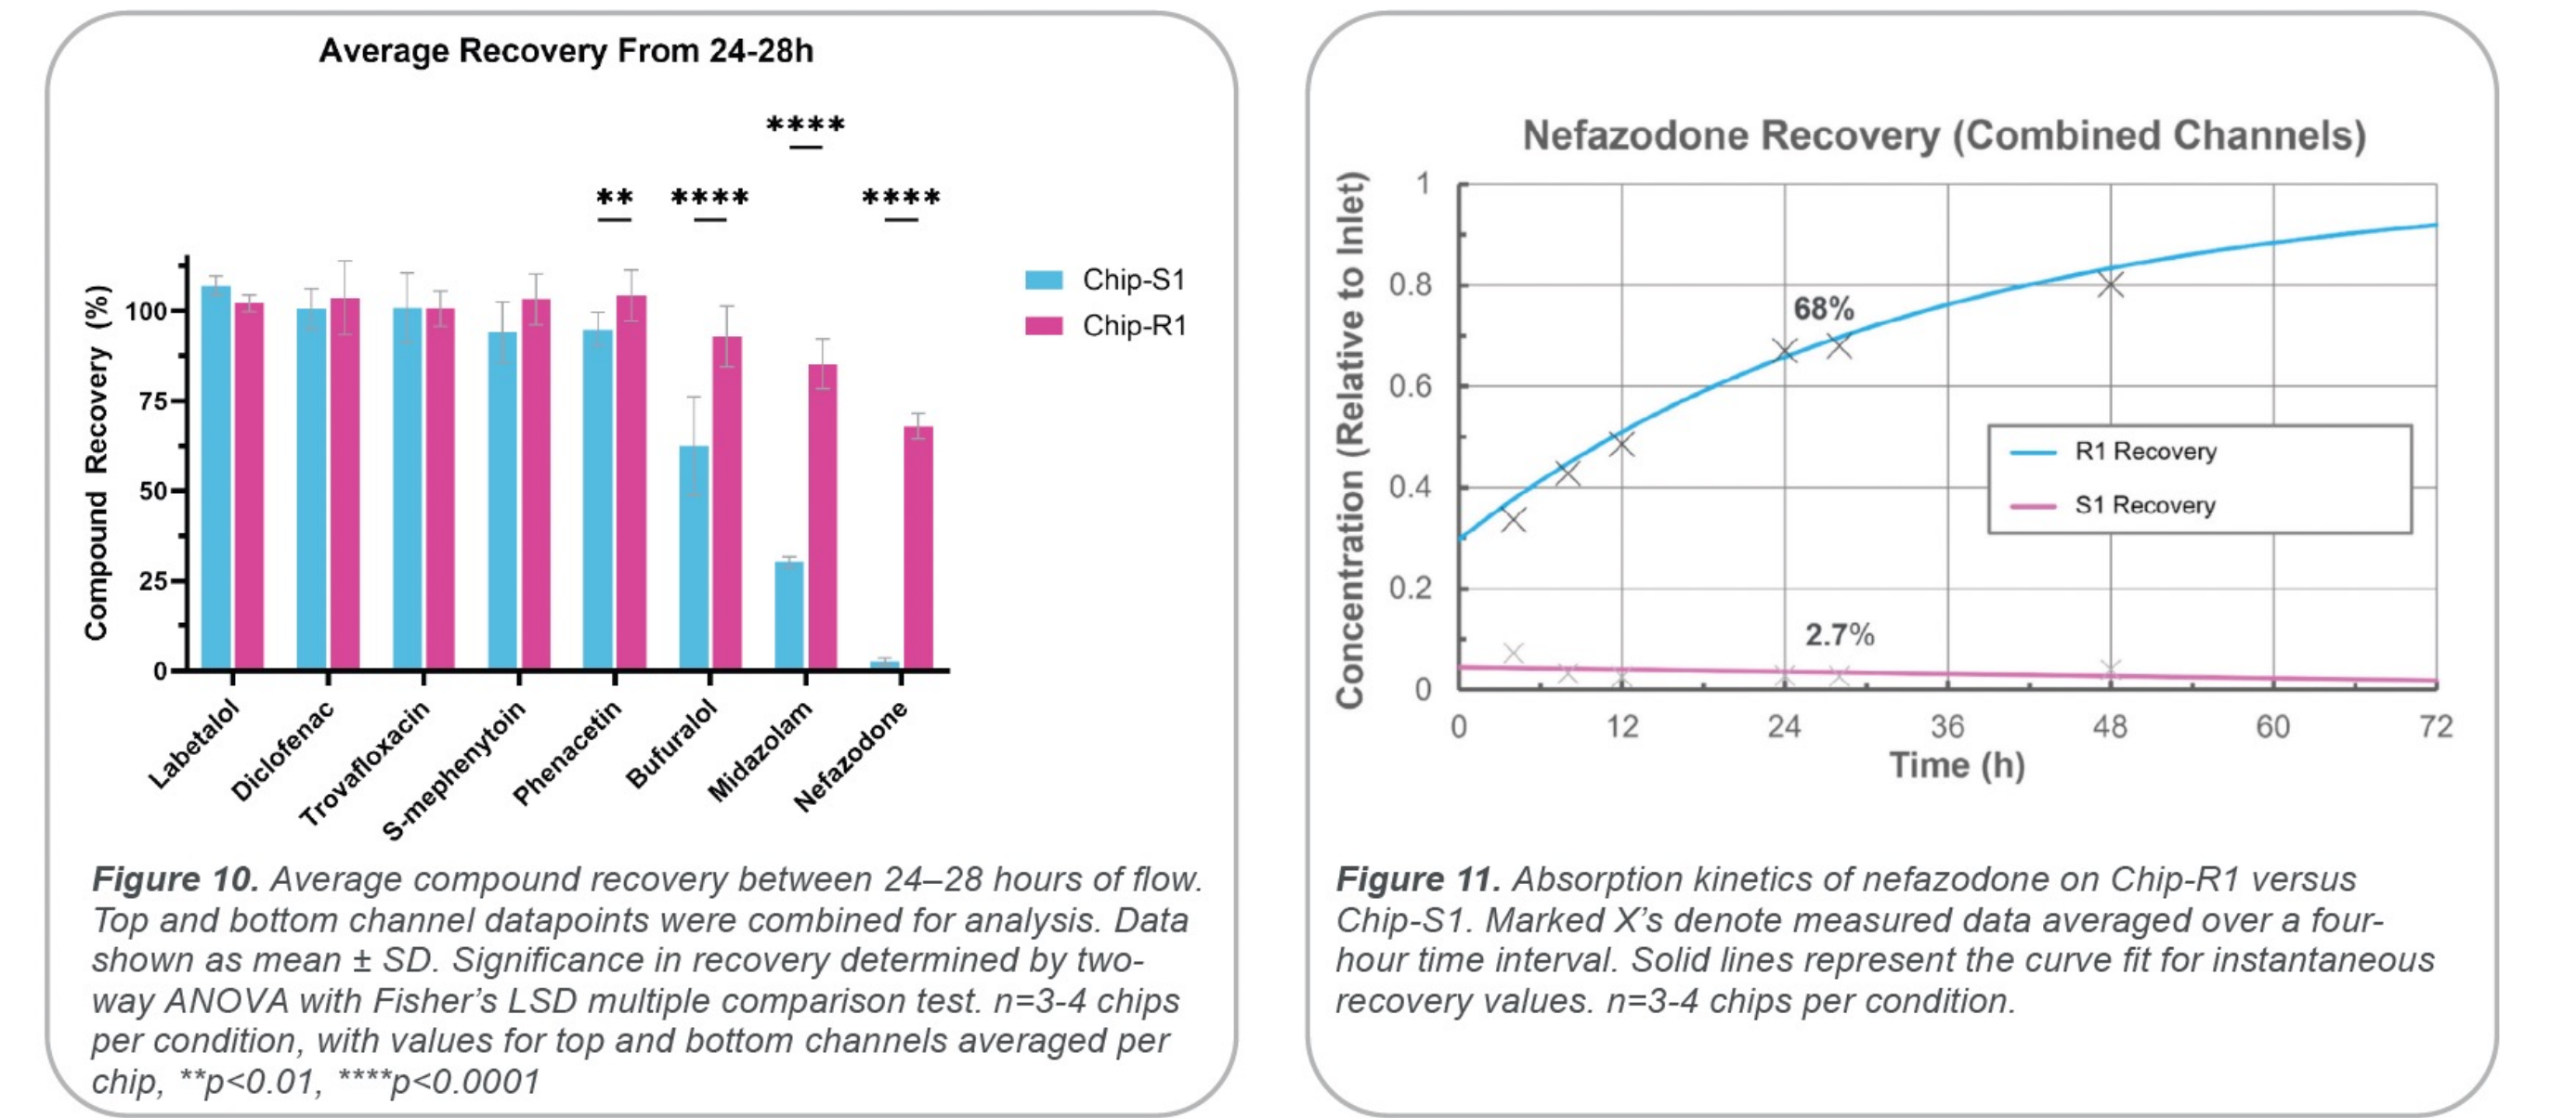 Average Recovery From 24-28h
****
** **** ****
Compound Recovery (%)
100
75
50
25
0
Chip-S1
Chip-R1
Labetalol
Diclofenac
Trovafloxacin
S-mephenytoin
Phenacetin
Bufuralol
Midazolam
Nefazodone
Figure 10. Average compound recovery between 24–28 hours of flow.
Top and bottom channel datapoints were combined for analysis. Data
shown as mean ± SD. Significance in recovery determined by two-
way ANOVA with Fisher's LSD multiple comparison test. n=3-4 chips
per condition, with values for top and bottom channels averaged per
chip, **p<0.01, ****p<0.0001
Nefazodone Recovery (Combined Channels)
Concentration (Relative to Inlet)
1
0.8
0.6
0.4
0.2
0
68%
2.7%
R1 Recovery
S1 Recovery
0 12 24 36 48 60 72
Time (h)
Figure 11. Absorption kinetics of nefazodone on Chip-R1 versus
Chip-S1. Marked X's denote measured data averaged over a four-
hour time interval. Solid lines represent the curve fit for instantaneous
recovery values. n=3-4 chips per condition.